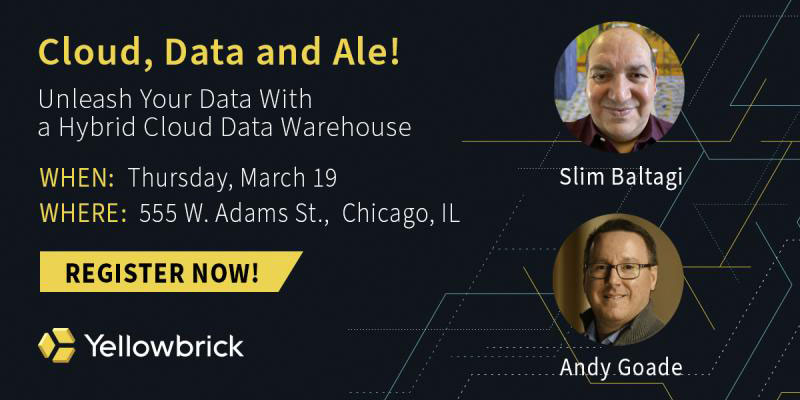 Cloud, Data and Ale!
Unleash Your Data With
a Hybrid Cloud Data Warehouse
WHEN: Thursday, March 19
WHERE: 555 W. Adams St., Chicago, IL
REGISTER NOW!
Yellowbrick
Slim Baltagi
Andy Goade